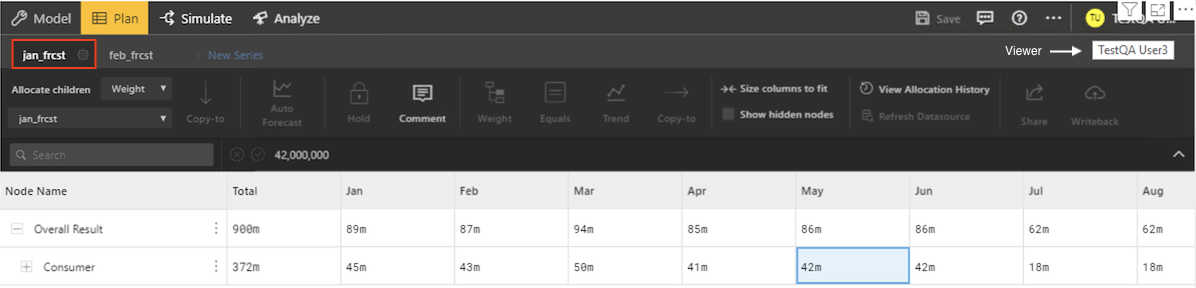 Model Plan Simulate Analyze Save TU
jan_frcst feb_frcst + New Series Viewer TestQA User3
Allocate children Weight Copy-to Auto Forecast Hold Comment Weight Equals Trend Copy-to Size columns to fit View Allocation History Share Writeback
jan_frcst Show hidden nodes Refresh Datasource
Search 42,000,000
Node Name Total Jan Feb Mar Apr May Jun Jul Aug
Overall Result 900m 89m 87m 94m 85m 86m 86m 62m 62m
Consumer 372m 45m 43m 50m 41m 42m 42m 18m 18m